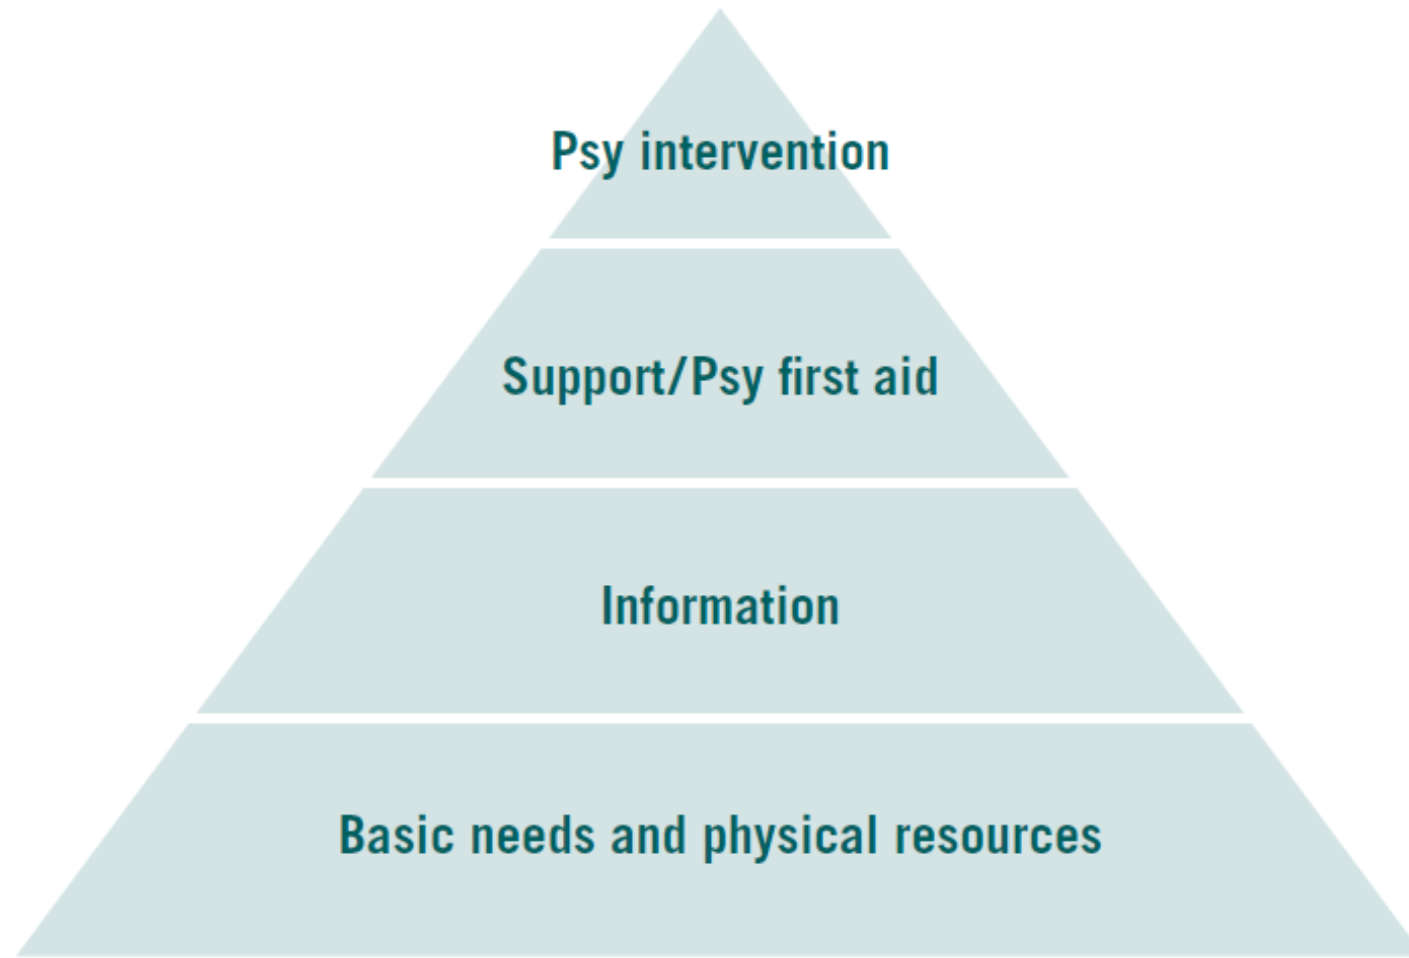 Psy intervention
Support/Psy first aid
Information
Basic needs and physical resources